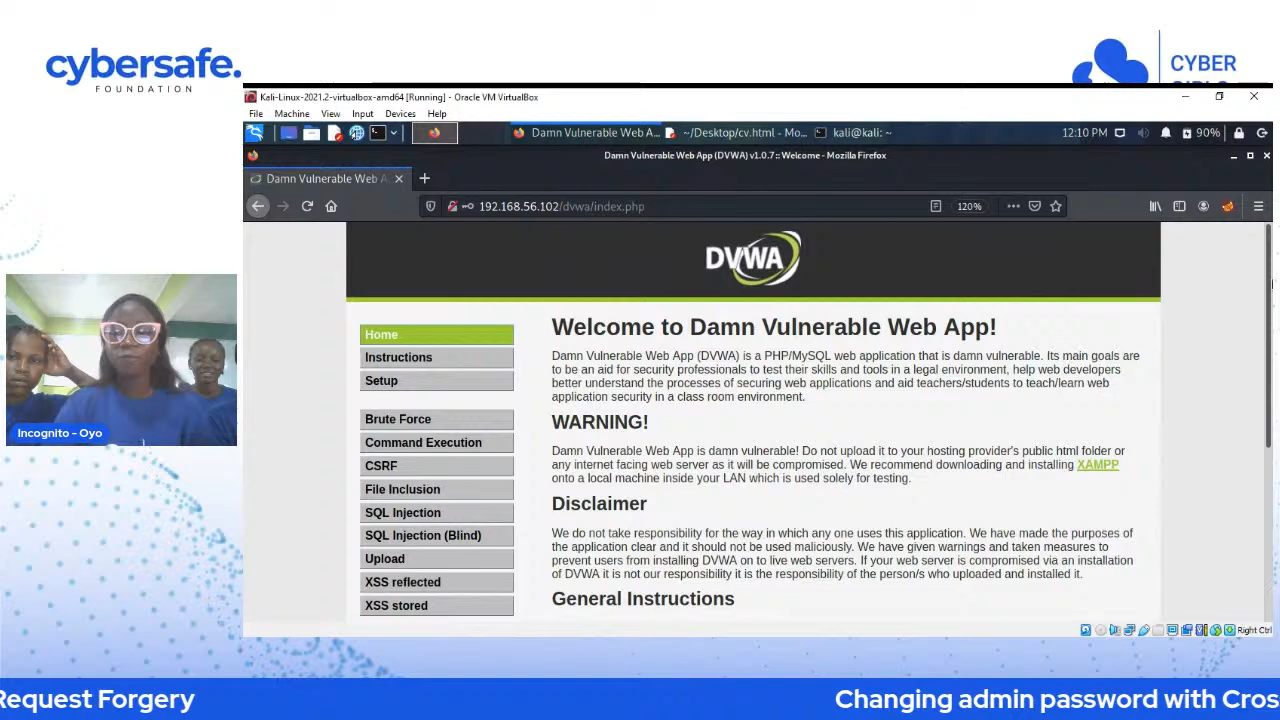 cybersafe.
FOUNDATION
CYBER
Kali-Linux-2021.2-virtualbox-amd64 [Running] - Oracle VM VirtualBox
File Machine View Input Devices Help
Damn Vulnerable Web A... ~/Desktop/cv.html - Mo... kali@kali: ~ 12:10 PM 90%
Damn Vulnerable Web App (DVWA) v1.0.7 :: Welcome - Mozilla Firefox
Damn Vulnerable Web A
192.168.56.102/dvwa/index.php 120%
DVWA
Home
Instructions
Setup
Brute Force
Command Execution
CSRF
File Inclusion
SQL Injection
SQL Injection (Blind)
Upload
XSS reflected
XSS stored
Welcome to Damn Vulnerable Web App!
Damn Vulnerable Web App (DVWA) is a PHP/MySQL web application that is damn vulnerable. Its main goals are
to be an aid for security professionals to test their skills and tools in a legal environment, help web developers
better understand the processes of securing web applications and aid teachers/students to teach/learn web
application security in a class room environment.
WARNING!
Damn Vulnerable Web App is damn vulnerable! Do not upload it to your hosting provider's public html folder or
any internet facing web server as it will be compromised. We recommend downloading and installing XAMPP
onto a local machine inside your LAN which is used solely for testing.
Disclaimer
We do not take responsibility for the way in which any one uses this application. We have made the purposes of
the application clear and it should not be used maliciously. We have given warnings and taken measures to
prevent users from installing DVWA on to live web servers. If your web server is compromised via an installation
of DVWA it is not our responsibility it is the responsibility of the person/s who uploaded and installed it.
General Instructions
Incognito - Oyo
Right Ctrl
Request Forgery
Changing admin password with Cros